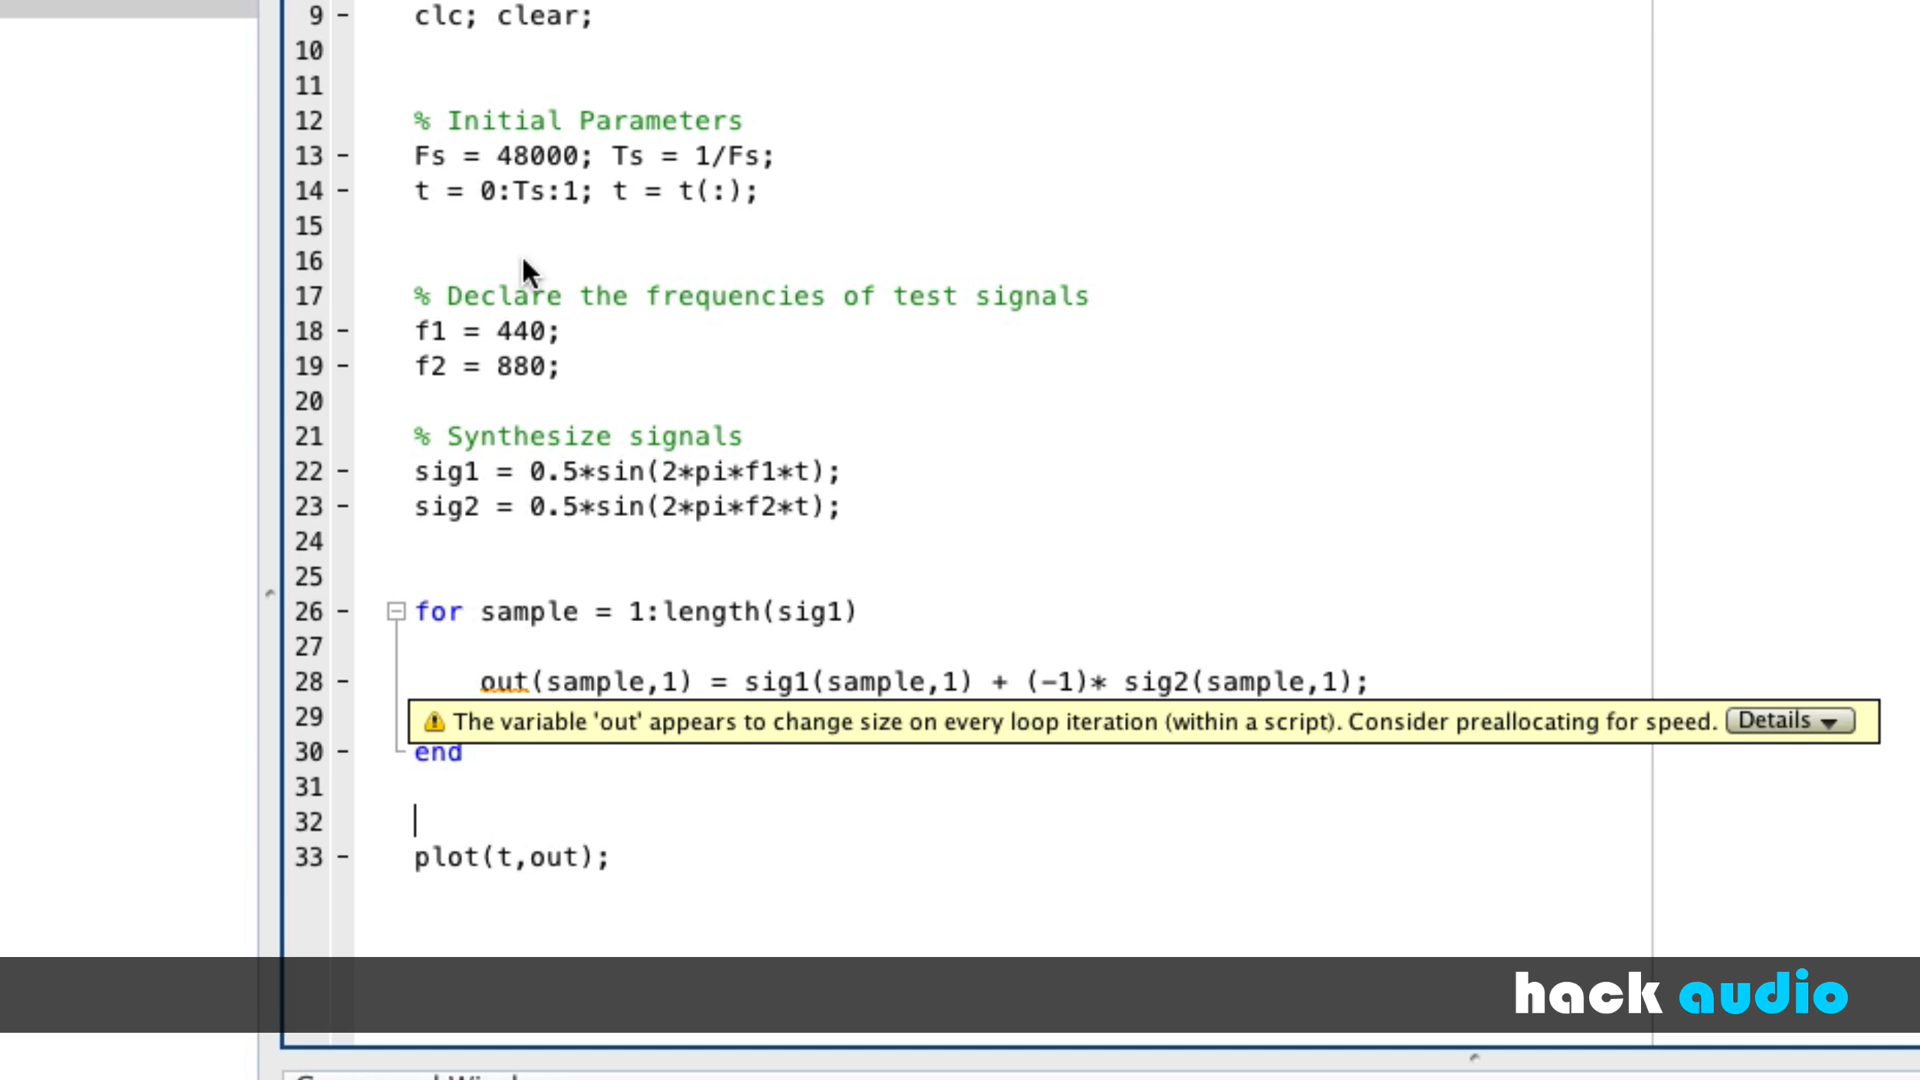 9 - clc; clear;
10
11
12 % Initial Parameters
13 - Fs = 48000; Ts = 1/Fs;
14 - t = 0:Ts:1; t = t(:);
15
16
17 % Declare the frequencies of test signals
18 - f1 = 440;
19 - f2 = 880;
20
21 % Synthesize signals
22 - sig1 = 0.5*sin(2*pi*f1*t);
23 - sig2 = 0.5*sin(2*pi*f2*t);
24
25
26 - for sample = 1:length(sig1)
27
28 - out(sample,1) = sig1(sample,1) + (-1)* sig2(sample,1);
29 The variable 'out' appears to change size on every loop iteration (within a script). Consider preallocating for speed. Details
30 - end
31
32
33 - plot(t,out);
hack audio